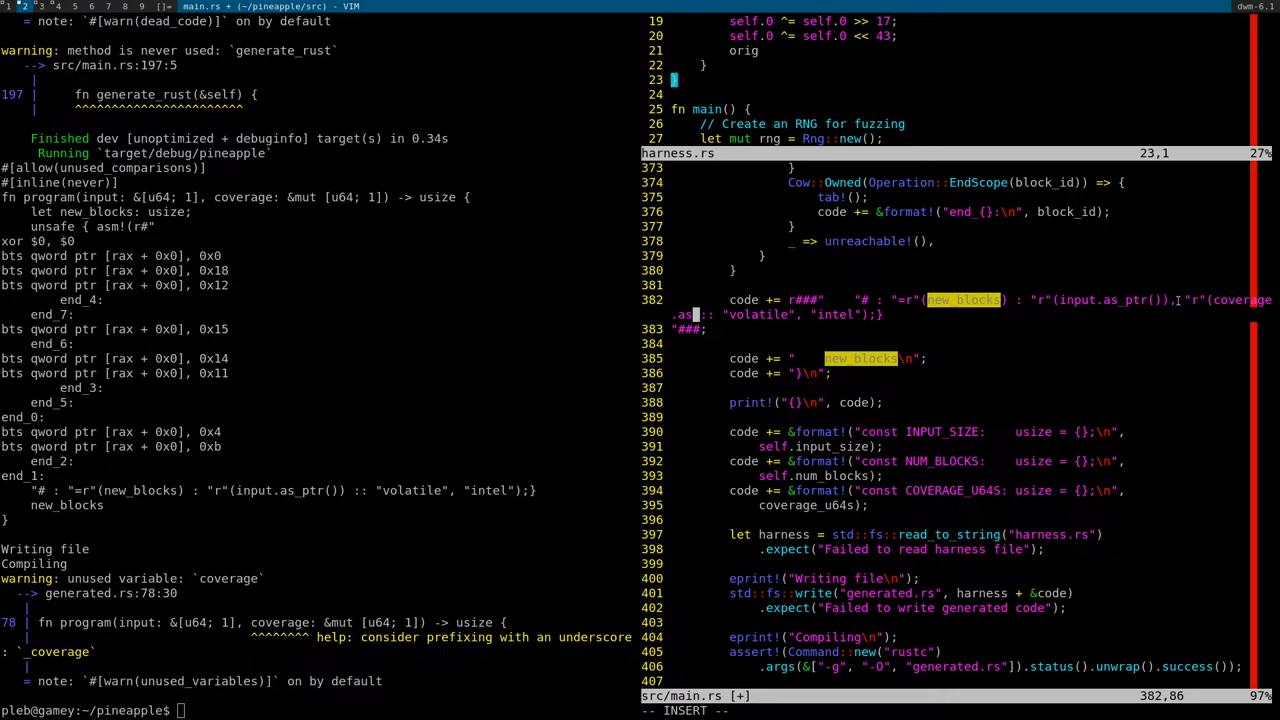 1 2 3 4 5 6 7 8 9 []= main.rs + (~/pineapple/src) - VIM dwm-6.1
= note: `#[warn(dead_code)]` on by default

warning: method is never used: `generate_rust`
   --> src/main.rs:197:5
    |
197 |     fn generate_rust(&self) {
    |     ^^^^^^^^^^^^^^^^^^^^^^^

    Finished dev [unoptimized + debuginfo] target(s) in 0.34s
     Running `target/debug/pineapple`
#[allow(unused_comparisons)]
#[inline(never)]
fn program(input: &[u64; 1], coverage: &mut [u64; 1]) -> usize {
    let new_blocks: usize;
    unsafe { asm!(r#"
xor $0, $0
bts qword ptr [rax + 0x0], 0x0
bts qword ptr [rax + 0x0], 0x18
bts qword ptr [rax + 0x0], 0x12
        end_4:
    end_7:
bts qword ptr [rax + 0x0], 0x15
    end_6:
bts qword ptr [rax + 0x0], 0x14
bts qword ptr [rax + 0x0], 0x11
        end_3:
    end_5:
end_0:
bts qword ptr [rax + 0x0], 0x4
bts qword ptr [rax + 0x0], 0xb
    end_2:
end_1:
    "# : "=r"(new_blocks) : "r"(input.as_ptr()) :: "volatile", "intel");}
    new_blocks
}

Writing file
Compiling
warning: unused variable: `coverage`
  --> generated.rs:78:30
   |
78 | fn program(input: &[u64; 1], coverage: &mut [u64; 1]) -> usize {
   |                              ^^^^^^^^ help: consider prefixing with an underscore
: `_coverage`
   |
   = note: `#[warn(unused_variables)]` on by default

pleb@gamey:~/pineapple$
19         self.0 ^= self.0 >> 17;
20         self.0 ^= self.0 << 43;
21         orig
22     }
23 }
24
25 fn main() {
26     // Create an RNG for fuzzing
27     let mut rng = Rng::new();
harness.rs 23,1 27%
373                 }
374                 Cow::Owned(Operation::EndScope(block_id)) => {
375                     tab!();
376                     code += &format!("end_{}:\n", block_id);
377                 }
378                 _ => unreachable!(),
379             }
380         }
381
382         code += r###"    "# : "=r"(new_blocks) : "r"(input.as_ptr()), "r"(coverage
.as :: "volatile", "intel");}
383 "###;
384
385         code += "    new_blocks\n";
386         code += "}\n";
387
388         print!("{}\n", code);
389
390         code += &format!("const INPUT_SIZE:    usize = {};\n",
391             self.input_size);
392         code += &format!("const NUM_BLOCKS:    usize = {};\n",
393             self.num_blocks);
394         code += &format!("const COVERAGE_U64S: usize = {};\n",
395             coverage_u64s);
396
397         let harness = std::fs::read_to_string("harness.rs")
398             .expect("Failed to read harness file");
399
400         eprint!("Writing file\n");
401         std::fs::write("generated.rs", harness + &code)
402             .expect("Failed to write generated code");
403
404         eprint!("Compiling\n");
405         assert!(Command::new("rustc")
406             .args(&["-g", "-O", "generated.rs"]).status().unwrap().success());
407
src/main.rs [+] 382,86 97%
-- INSERT --